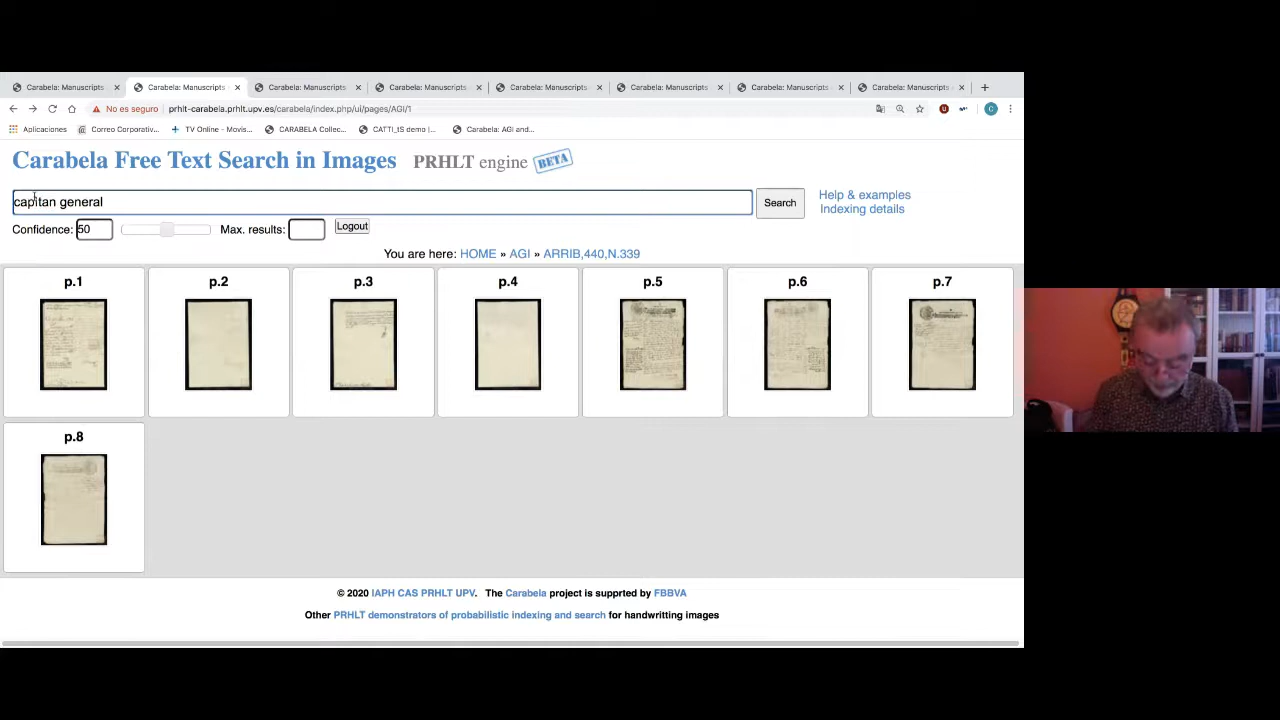 Carabela: Manuscripts
Carabela: Manuscripts
Carabela: Manuscripts
Carabela: Manuscripts
Carabela: Manuscripts
Carabela: Manuscripts
Carabela: Manuscripts
Carabela: Manuscripts
No es seguro prhlt-carabela.prhlt.upv.es/carabela/index.php/ui/pages/AGI/1
Aplicaciones Correo Corporativ... TV Online - Movis... CARABELA Collec... CATTI_tS demo |... Carabela: AGI and...
Carabela Free Text Search in Images PRHLT engine BETA
capitan general Search Help & examples
Indexing details
Confidence: 50 Max. results: Logout
You are here: HOME » AGI » ARRIB,440,N.339
p.1 p.2 p.3 p.4 p.5 p.6 p.7
p.8
© 2020 IAPH CAS PRHLT UPV. The Carabela project is supprted by FBBVA
Other PRHLT demonstrators of probabilistic indexing and search for handwritting images